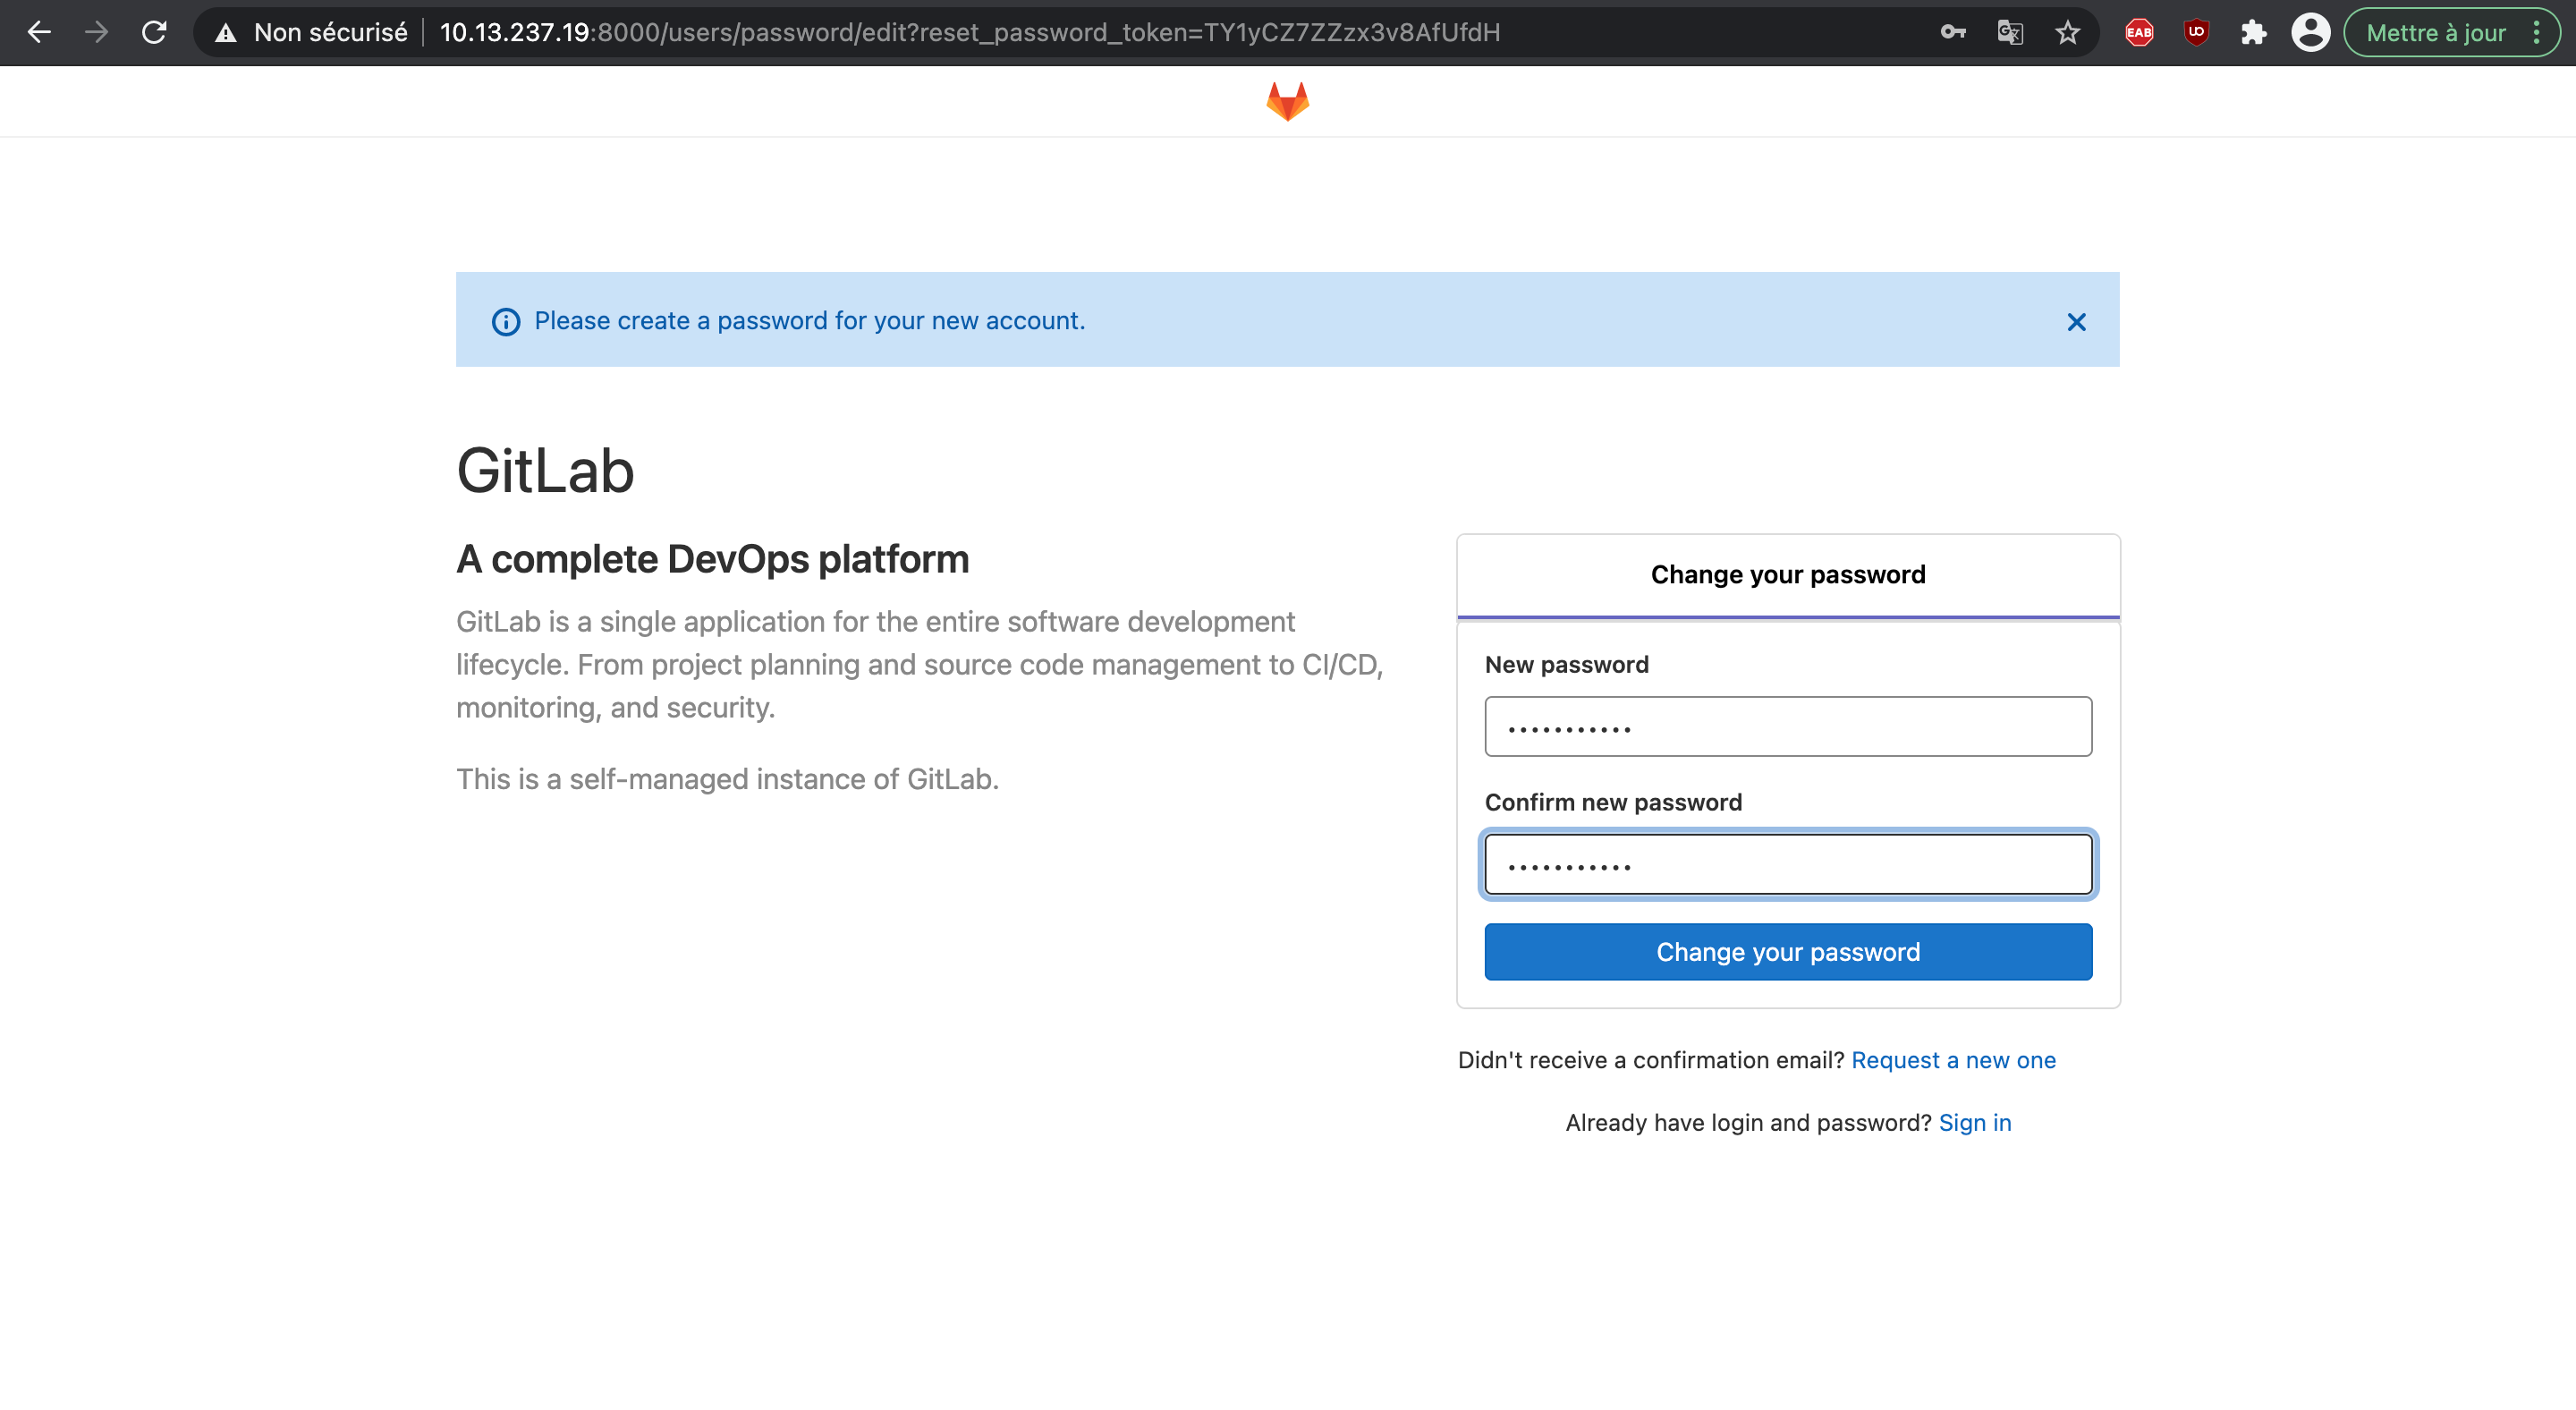 Non sécurisé 10.13.237.19:8000/users/password/edit?reset_password_token=TY1yCZ7ZZzx3v8AfUfdH EAB Mettre à jour
Please create a password for your new account.
GitLab
A complete DevOps platform
GitLab is a single application for the entire software development
lifecycle. From project planning and source code management to CI/CD,
monitoring, and security.
This is a self-managed instance of GitLab.
Change your password
New password
Confirm new password
Change your password
Didn't receive a confirmation email? Request a new one
Already have login and password? Sign in